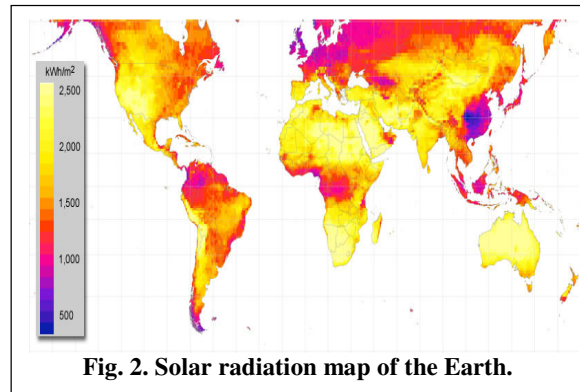 kWh/m²
2,500
2,000
1,500
1,000
500
Fig. 2. Solar radiation map of the Earth.